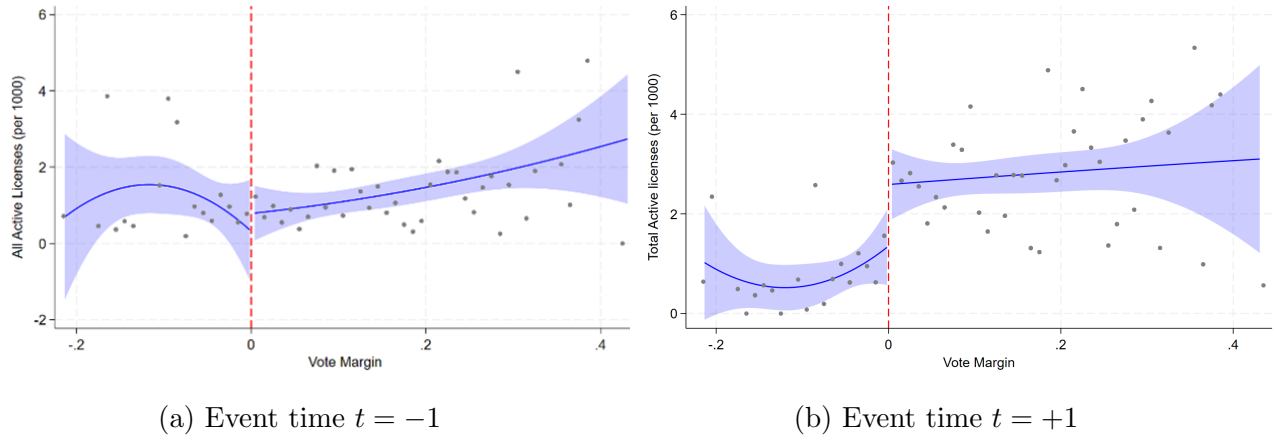 All Active Licenses (per 1000)
6
4
2
0
-2
-.2
0
.2
.4
Vote Margin
Total Active licenses (per 1000)
6
4
2
0
-.2
0
.2
.4
Vote Margin
(a) Event time t = −1
(b) Event time t = +1